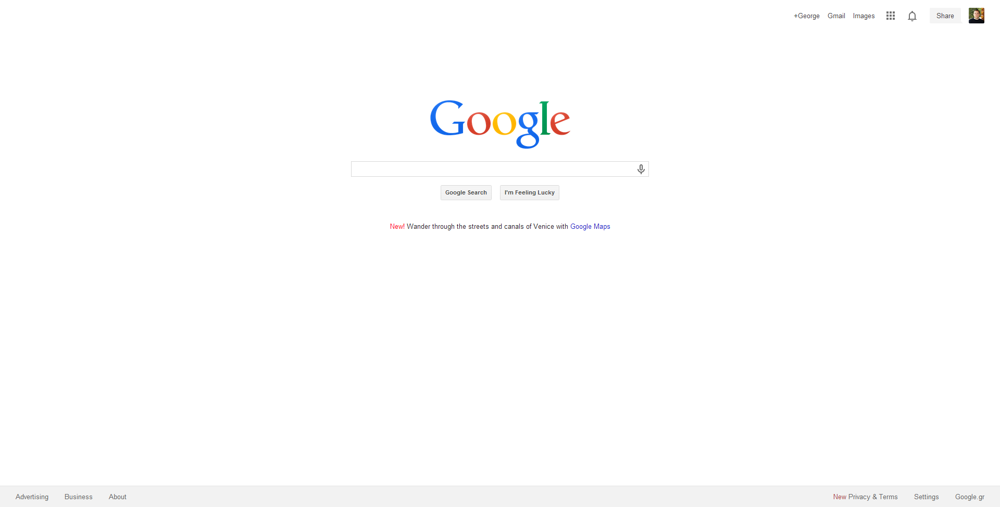 +George Gmail Images Share
Google
Google Search I'm Feeling Lucky
New! Wander through the streets and canals of Venice with Google Maps
Advertising Business About New Privacy & Terms Settings Google.gr